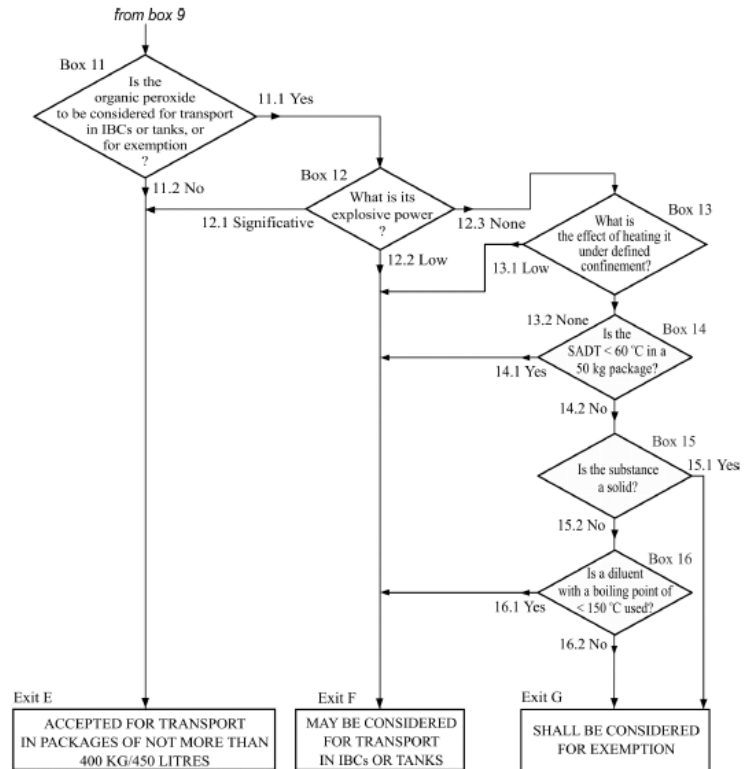 from box 9
Box 11
Is the
organic peroxide
to be considered for transport
in IBCs or tanks, or
for exemption
?
11.1 Yes
11.2 No
Box 12
What is its
explosive power
?
12.1 Significative
12.3 None
12.2 Low
Box 13
What is
the effect of heating it
under defined
confinement?
13.1 Low
13.2 None
Box 14
Is the
SADT < 60 °C in a
50 kg package?
14.1 Yes
14.2 No
Box 15
Is the substance
a solid?
15.1 Yes
15.2 No
Box 16
Is a diluent
with a boiling point of
< 150 °C used?
16.1 Yes
16.2 No
Exit E
ACCEPTED FOR TRANSPORT
IN PACKAGES OF NOT MORE THAN
400 KG/450 LITRES
Exit F
MAY BE CONSIDERED
FOR TRANSPORT
IN IBCs OR TANKS
Exit G
SHALL BE CONSIDERED
FOR EXEMPTION